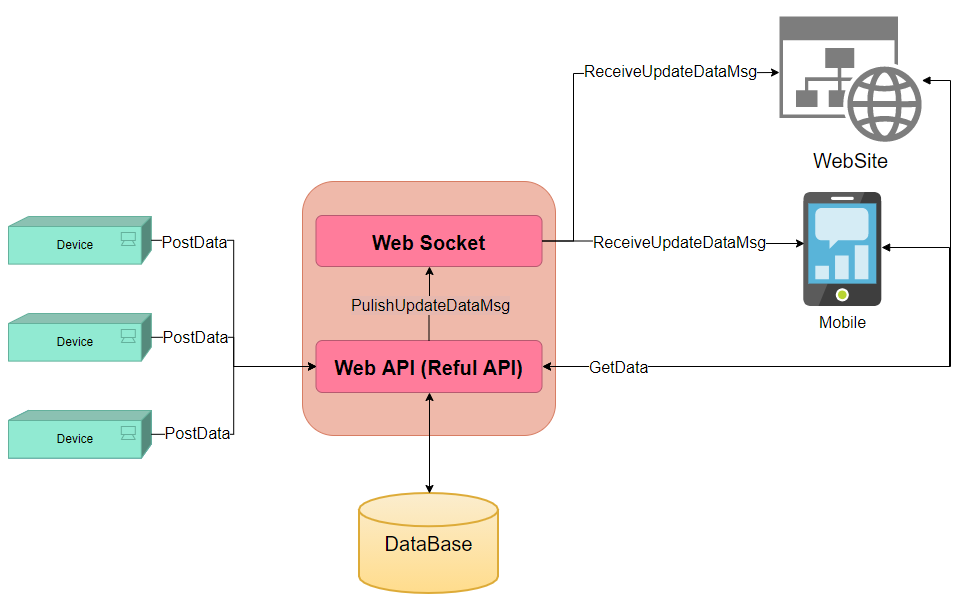 ReceiveUpdateDataMsg
WebSite
Device
PostData
Web Socket
ReceiveUpdateDataMsg
PulishUpdateDataMsg
Mobile
Device
PostData
Web API (Reful API)
GetData
Device
PostData
DataBase